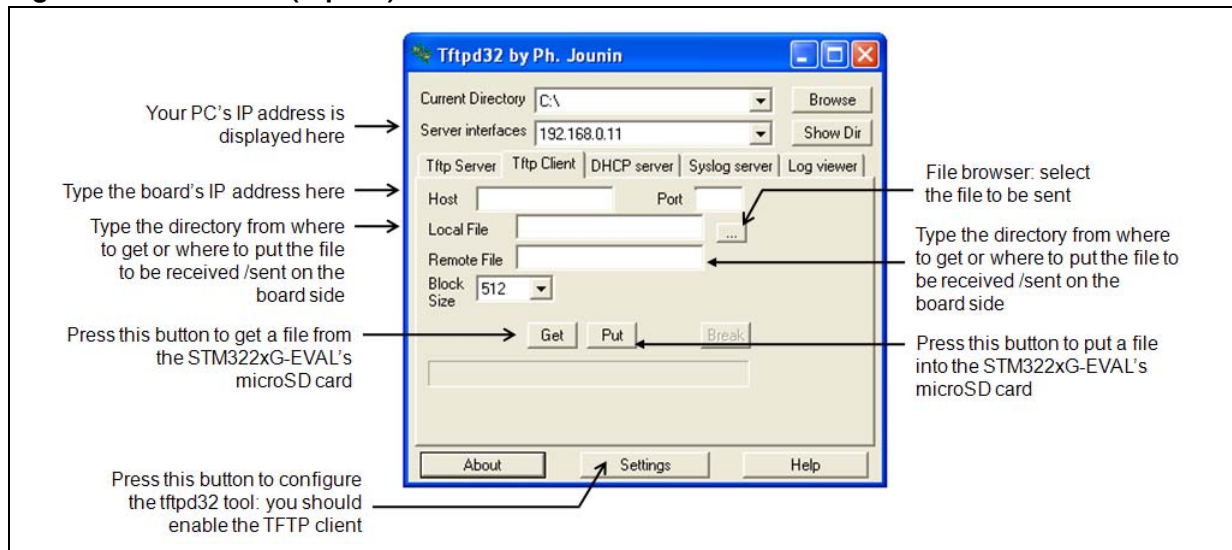 Tftpd32 by Ph. Jounin
Current Directory C:\ Browse
Server interfaces 192.168.0.11 Show Dir
Tftp Server Tftp Client DHCP server Syslog server Log viewer
Host Port
Local File ...
Remote File
Block
Size
512
Get Put Break
About Settings Help
Your PC's IP address is
displayed here
Type the board's IP address here
Type the directory from where
to get or where to put the file
to be received /sent on the
board side
Press this button to get a file from
the STM322xG-EVAL's
microSD card
Press this button to configure
the tftpd32 tool: you should
enable the TFTP client
File browser: select
the file to be sent
Type the directory from where
to get or where to put the file to
be received /sent on the
board side
Press this button to put a file
into the STM322xG-EVAL's
microSD card